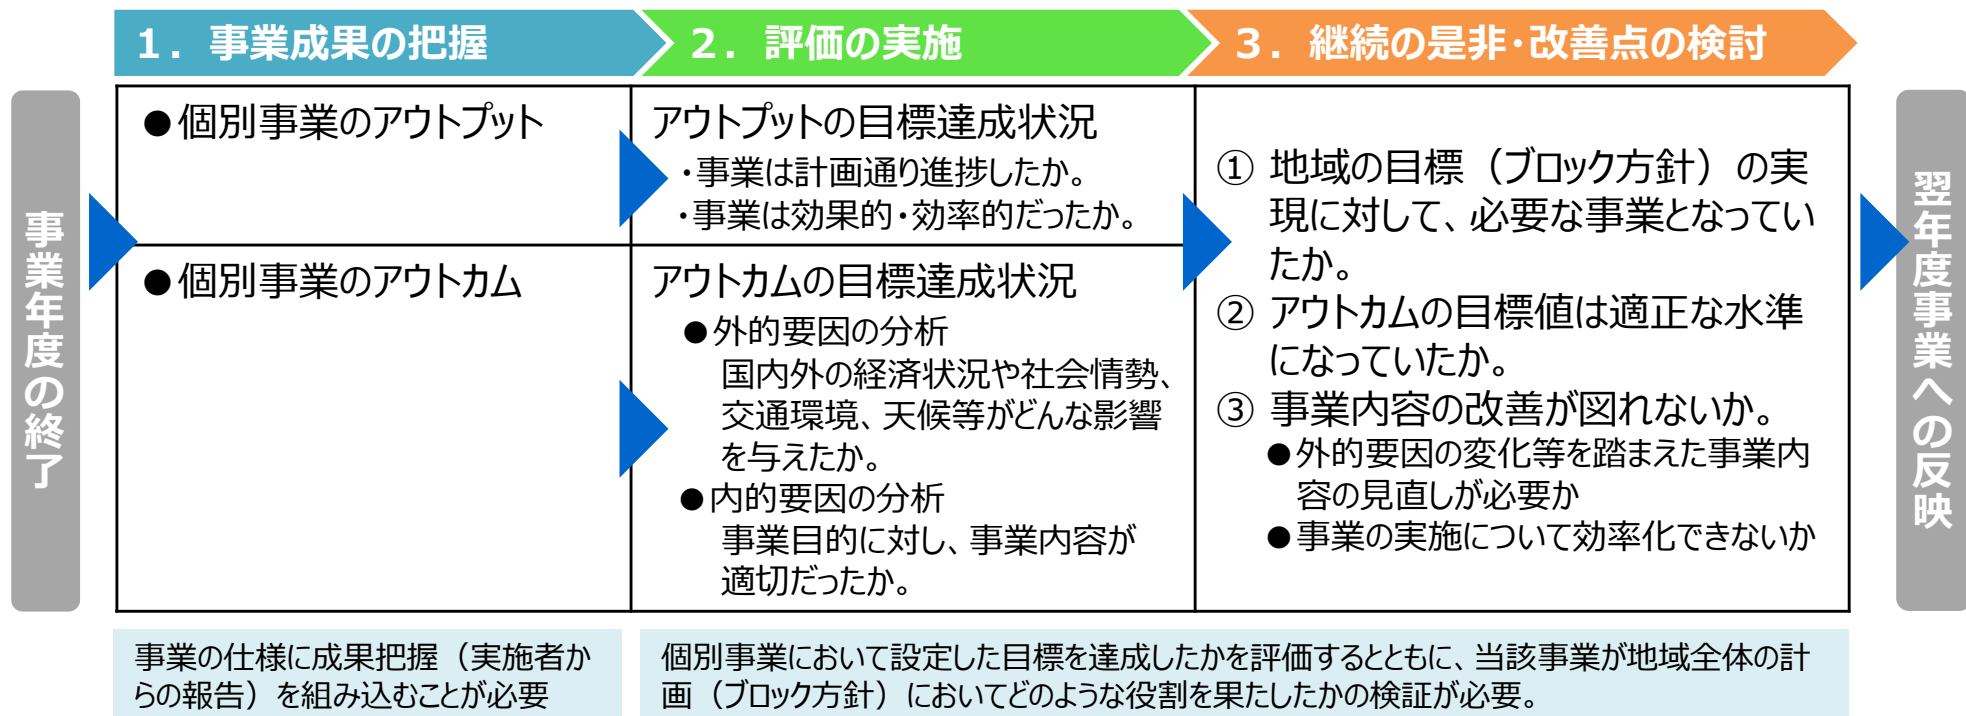 １．事業成果の把握
２．評価の実施
３．継続の是非・改善点の検討
事業年度の終了
●個別事業のアウトプット
アウトプットの目標達成状況
・事業は計画通り進捗したか。
・事業は効果的・効率的だったか。
●個別事業のアウトカム
アウトカムの目標達成状況
●外的要因の分析
国内外の経済状況や社会情勢、
交通環境、天候等がどんな影響
を与えたか。
●内的要因の分析
事業目的に対し、事業内容が
適切だったか。
① 地域の目標（ブロック方針）の実
現に対して、必要な事業となってい
たか。
② アウトカムの目標値は適正な水準
になっていたか。
③ 事業内容の改善が図れないか。
●外的要因の変化等を踏まえた事業内
容の見直しが必要か
●事業の実施について効率化できないか
翌年度事業への反映
事業の仕様に成果把握（実施者か
らの報告）を組み込むことが必要
個別事業において設定した目標を達成したかを評価するとともに、当該事業が地域全体の計
画（ブロック方針）においてどのような役割を果たしたかの検証が必要。